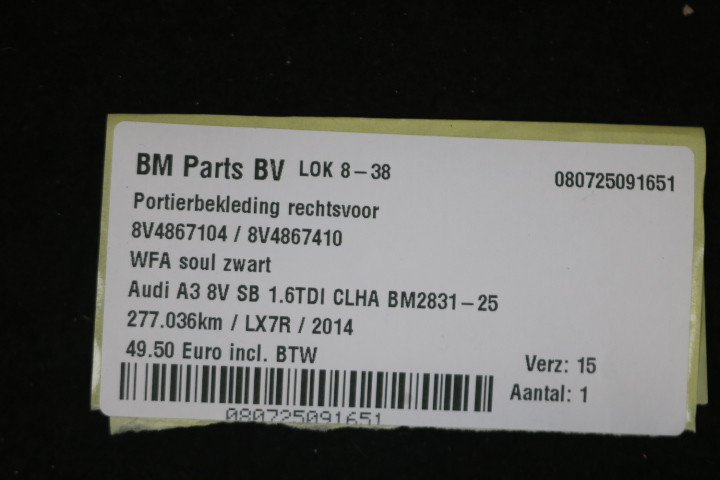 BM Parts BV LOK 8-38 080725091651
Portierbekleding rechtsvoor
8V4867104 / 8V4867410
WFA soul zwart
Audi A3 8V SB 1.6TDI CLHA BM2831-25
277.036km / LX7R / 2014
49.50 Euro incl. BTW
Verz: 15
Aantal: 1
080725091651